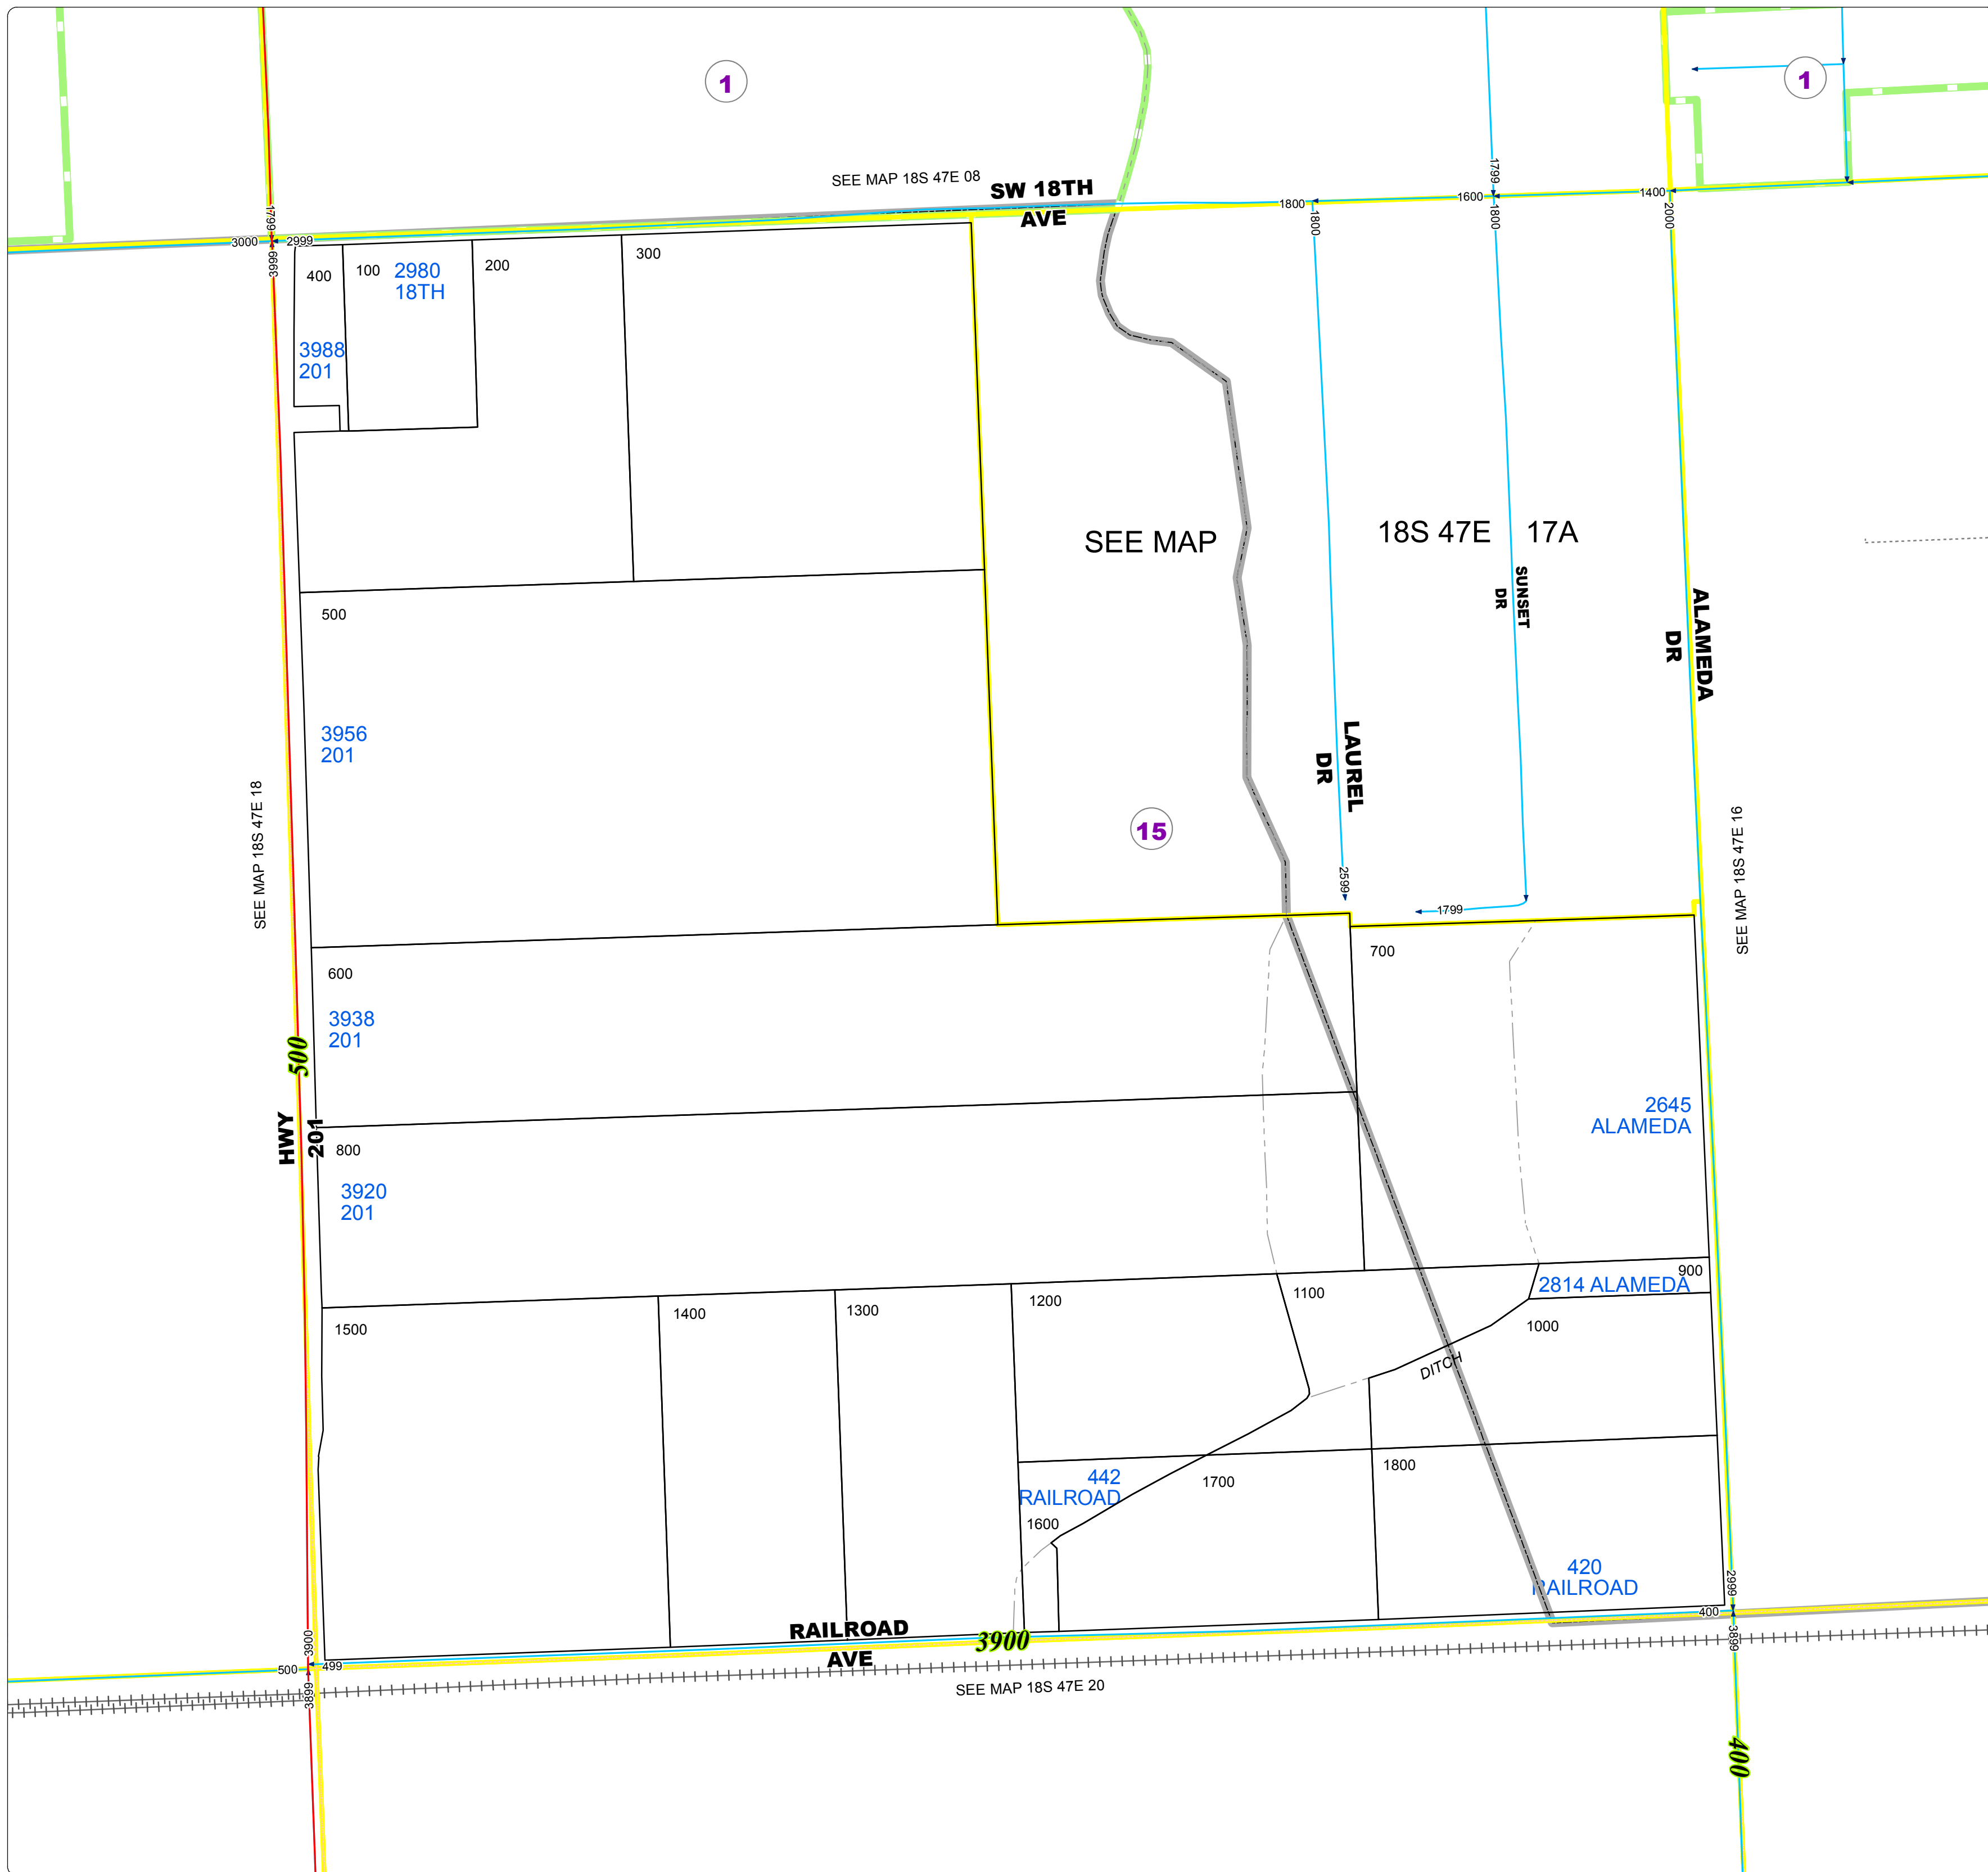 1
1
SEE MAP 18S 47E 08
SW 18TH
AVE
1799
1799
1400
1600
1800
1800
1800
2000
3000
2999
3999
400
100
2980
18TH
200
300
3988
201
500
SEE MAP
18S 47E
17A
SUNSET
DR
ALAMEDA
DR
3956
201
LAUREL
DR
SEE MAP 18S 47E 18
SEE MAP 18S 47E 16
15
2599
1799
600
700
3938
201
500
HWY
201
2645
ALAMEDA
800
3920
201
900
2814 ALAMEDA
1500
1400
1300
1200
1100
1000
DITCH
442
RAILROAD
1700
1800
1600
420
RAILROAD
2999
400
3899
RAILROAD
AVE
3900
3900
500
499
3899
SEE MAP 18S 47E 20
400